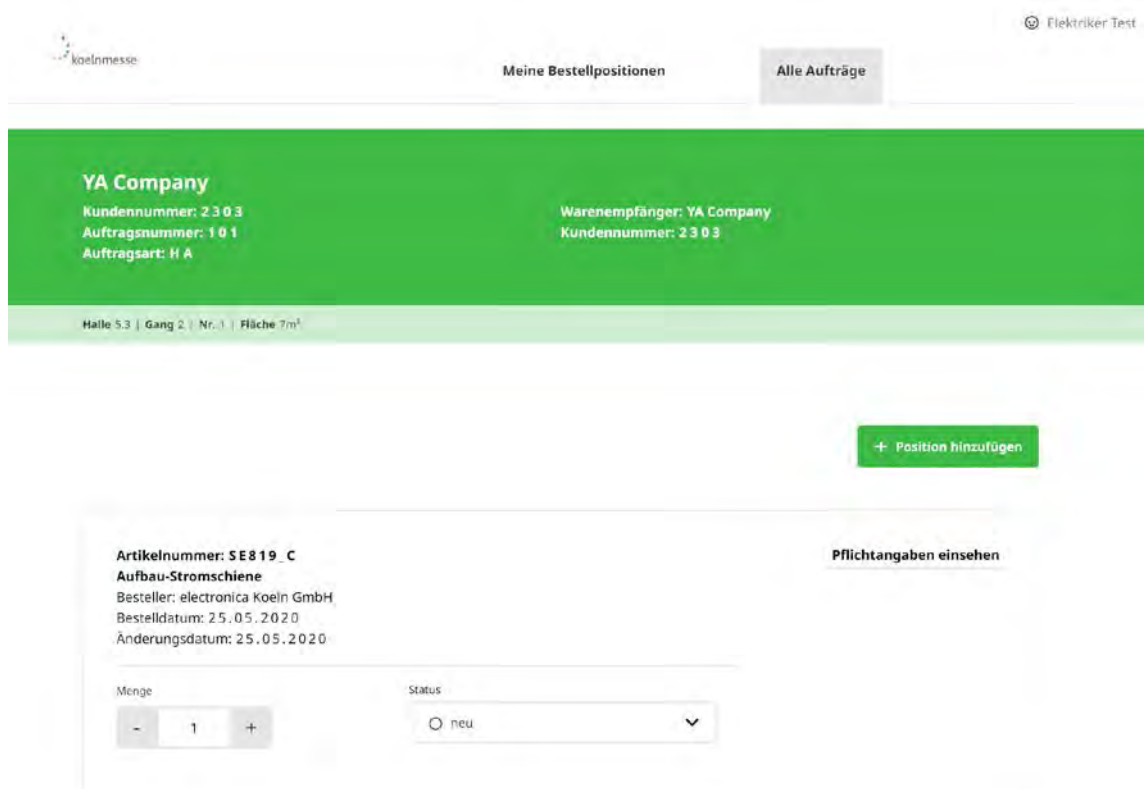 Elektriker Test
koelnmesse
Meine Bestellpositionen
Alle Aufträge
YA Company
Kundennummer: 2303
Auftragsnummer: 101
Auftragsart: HA
Warenempfänger: YA Company
Kundennummer: 2303
Halle 5.3 | Gang 2 | Nr. 1 | Fläche 7m²
+ Position hinzufügen
Artikelnummer: SE819_C
Aufbau-Stromschiene
Besteller: electronica Koeln GmbH
Bestelldatum: 25.05.2020
Änderungsdatum: 25.05.2020
Pflichtangaben einsehen
Menge
- 1 +
Status
neu